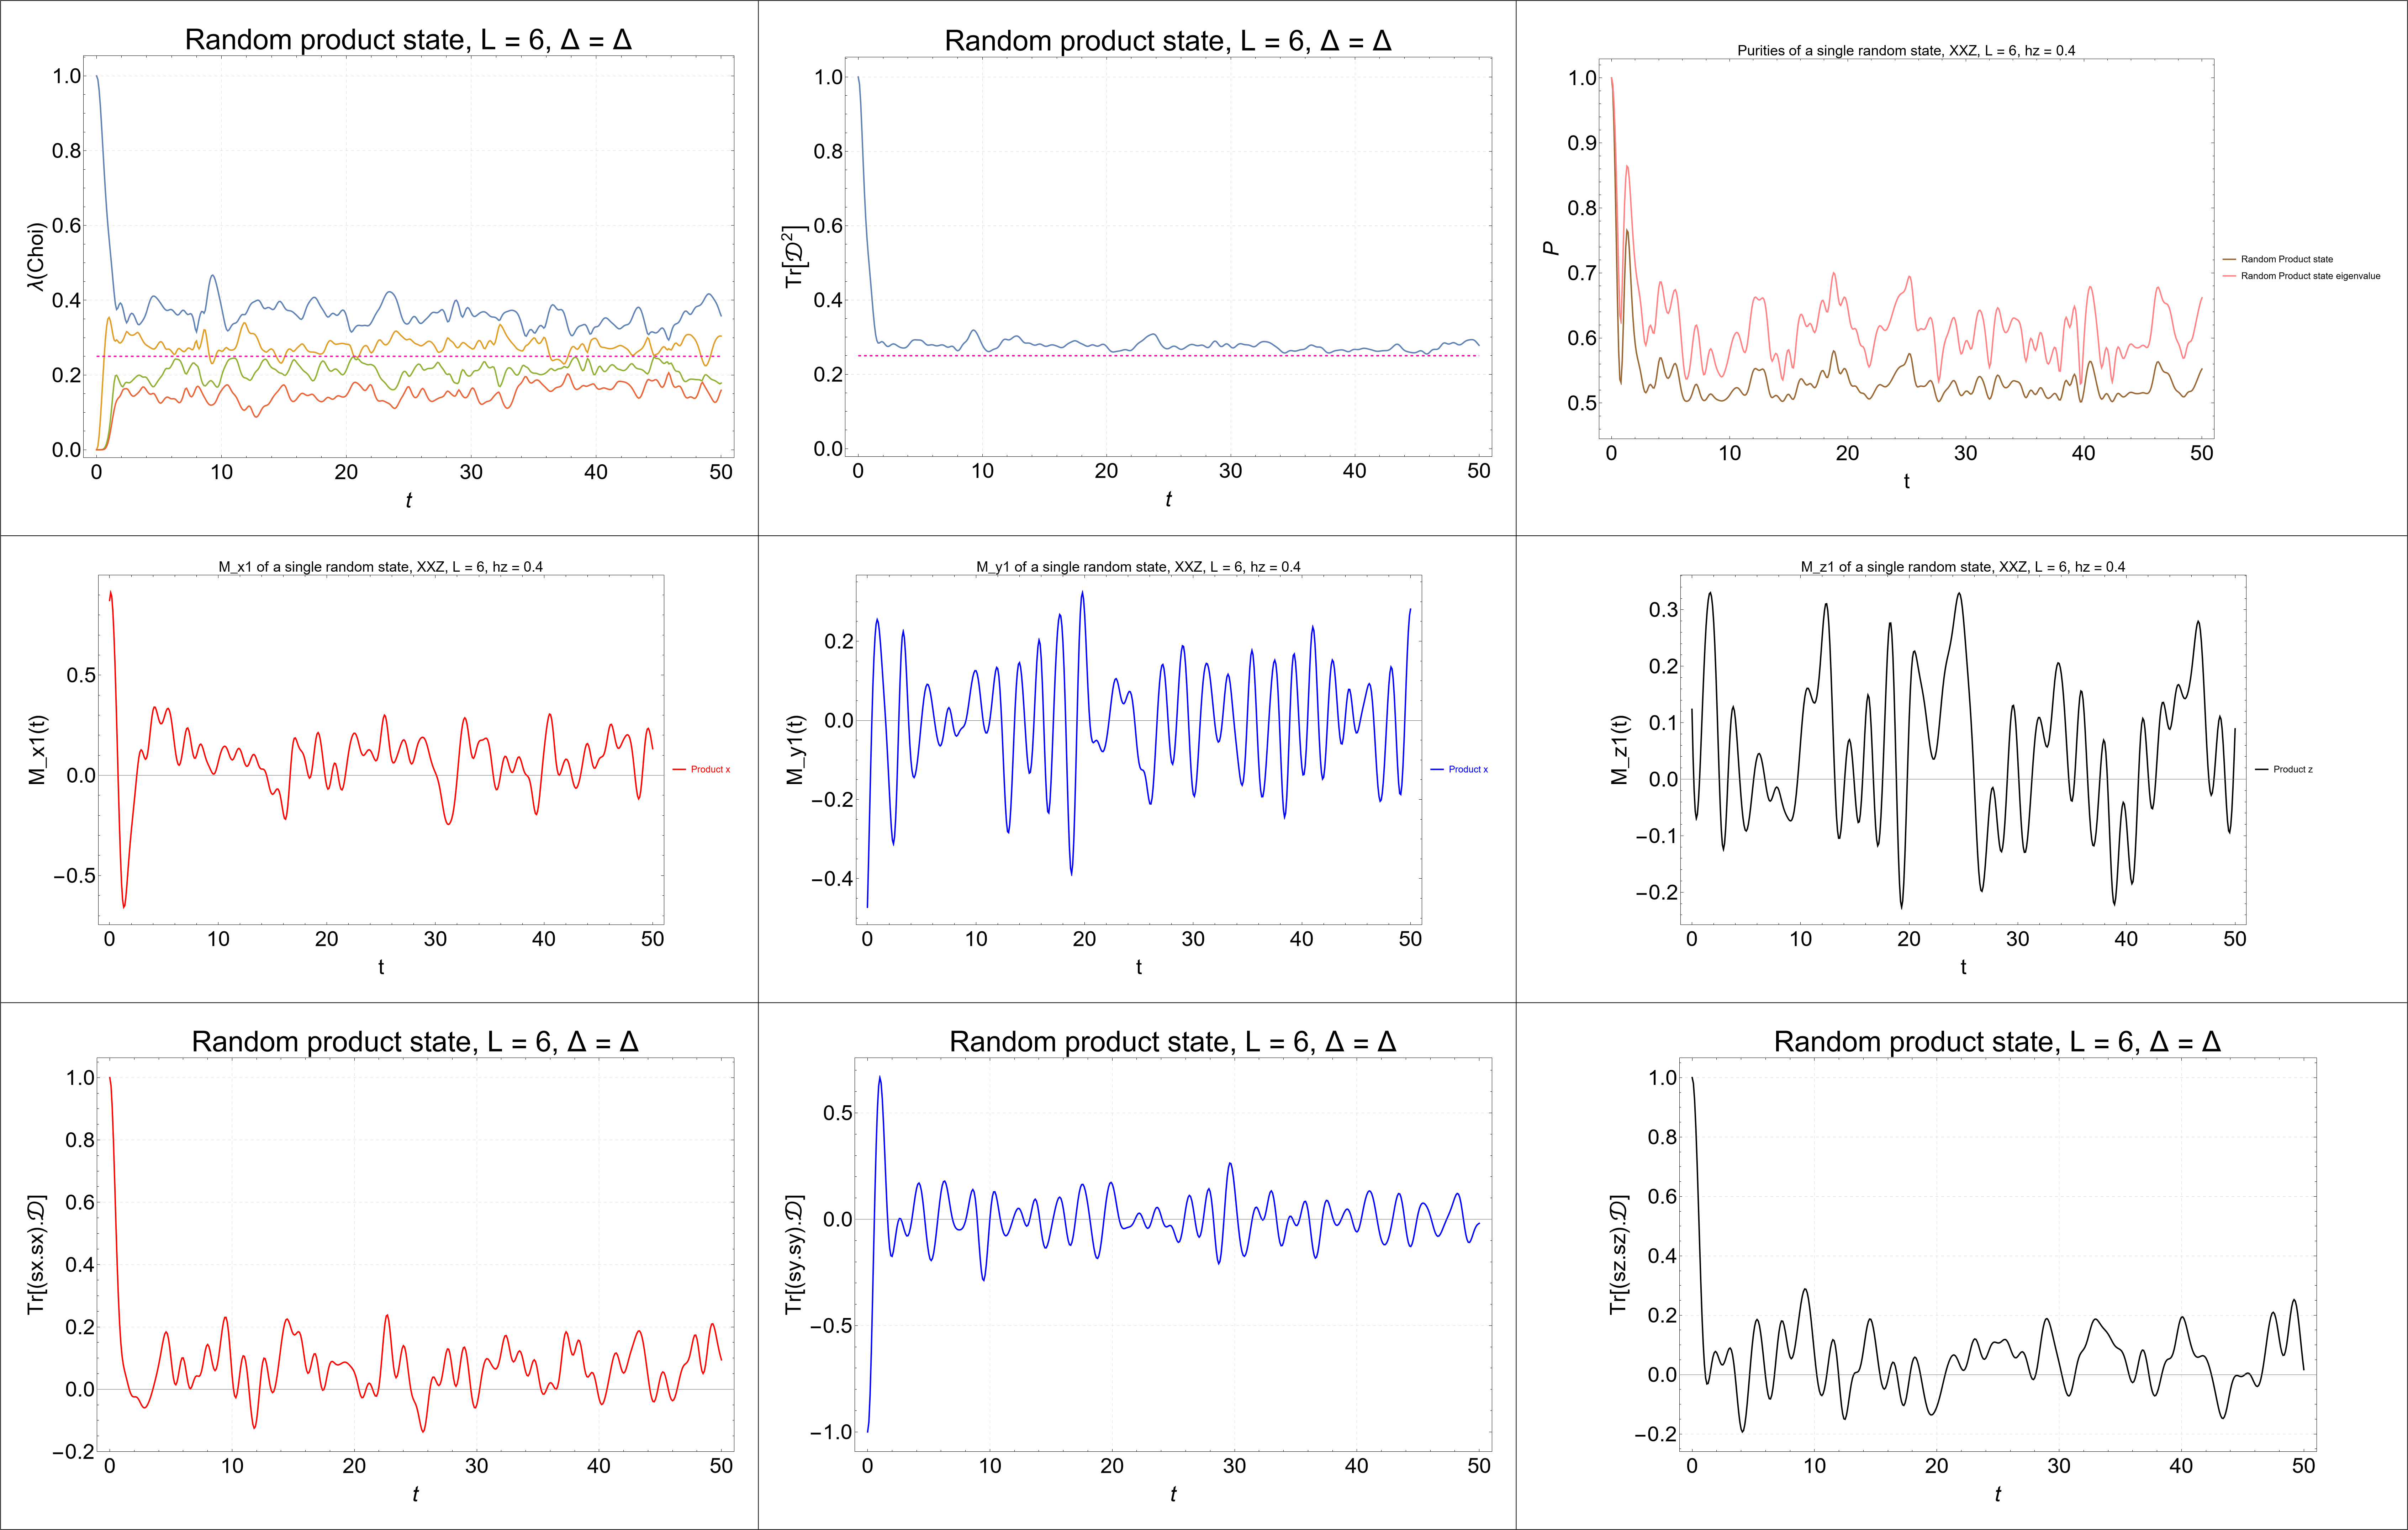 Random product state, L = 6, Δ = Δ
λ(Choi)
1.0
0.8
0.6
0.4
0.2
0.0
0 10 20 30 40 50
t
Random product state, L = 6, Δ = Δ
Tr[𝒟²]
1.0
0.8
0.6
0.4
0.2
0.0
0 10 20 30 40 50
t
Purities of a single random state, XXZ, L = 6, hz = 0.4
P
1.0
0.9
0.8
0.7
0.6
0.5
0 10 20 30 40 50
t
Random Product state
Random Product state eigenvalue
M_x1 of a single random state, XXZ, L = 6, hz = 0.4
M_x1(t)
0.5
0.0
−0.5
0 10 20 30 40 50
t
Product x
M_y1 of a single random state, XXZ, L = 6, hz = 0.4
M_y1(t)
0.2
0.0
−0.2
−0.4
0 10 20 30 40 50
t
Product x
M_z1 of a single random state, XXZ, L = 6, hz = 0.4
M_z1(t)
0.3
0.2
0.1
0.0
−0.1
−0.2
0 10 20 30 40 50
t
Product z
Random product state, L = 6, Δ = Δ
Tr[(sx.sx).𝒟]
1.0
0.8
0.6
0.4
0.2
0.0
−0.2
0 10 20 30 40 50
t
Random product state, L = 6, Δ = Δ
Tr[(sy.sy).𝒟]
0.5
0.0
−0.5
−1.0
0 10 20 30 40 50
t
Random product state, L = 6, Δ = Δ
Tr[(sz.sz).𝒟]
1.0
0.8
0.6
0.4
0.2
0.0
−0.2
0 10 20 30 40 50
t